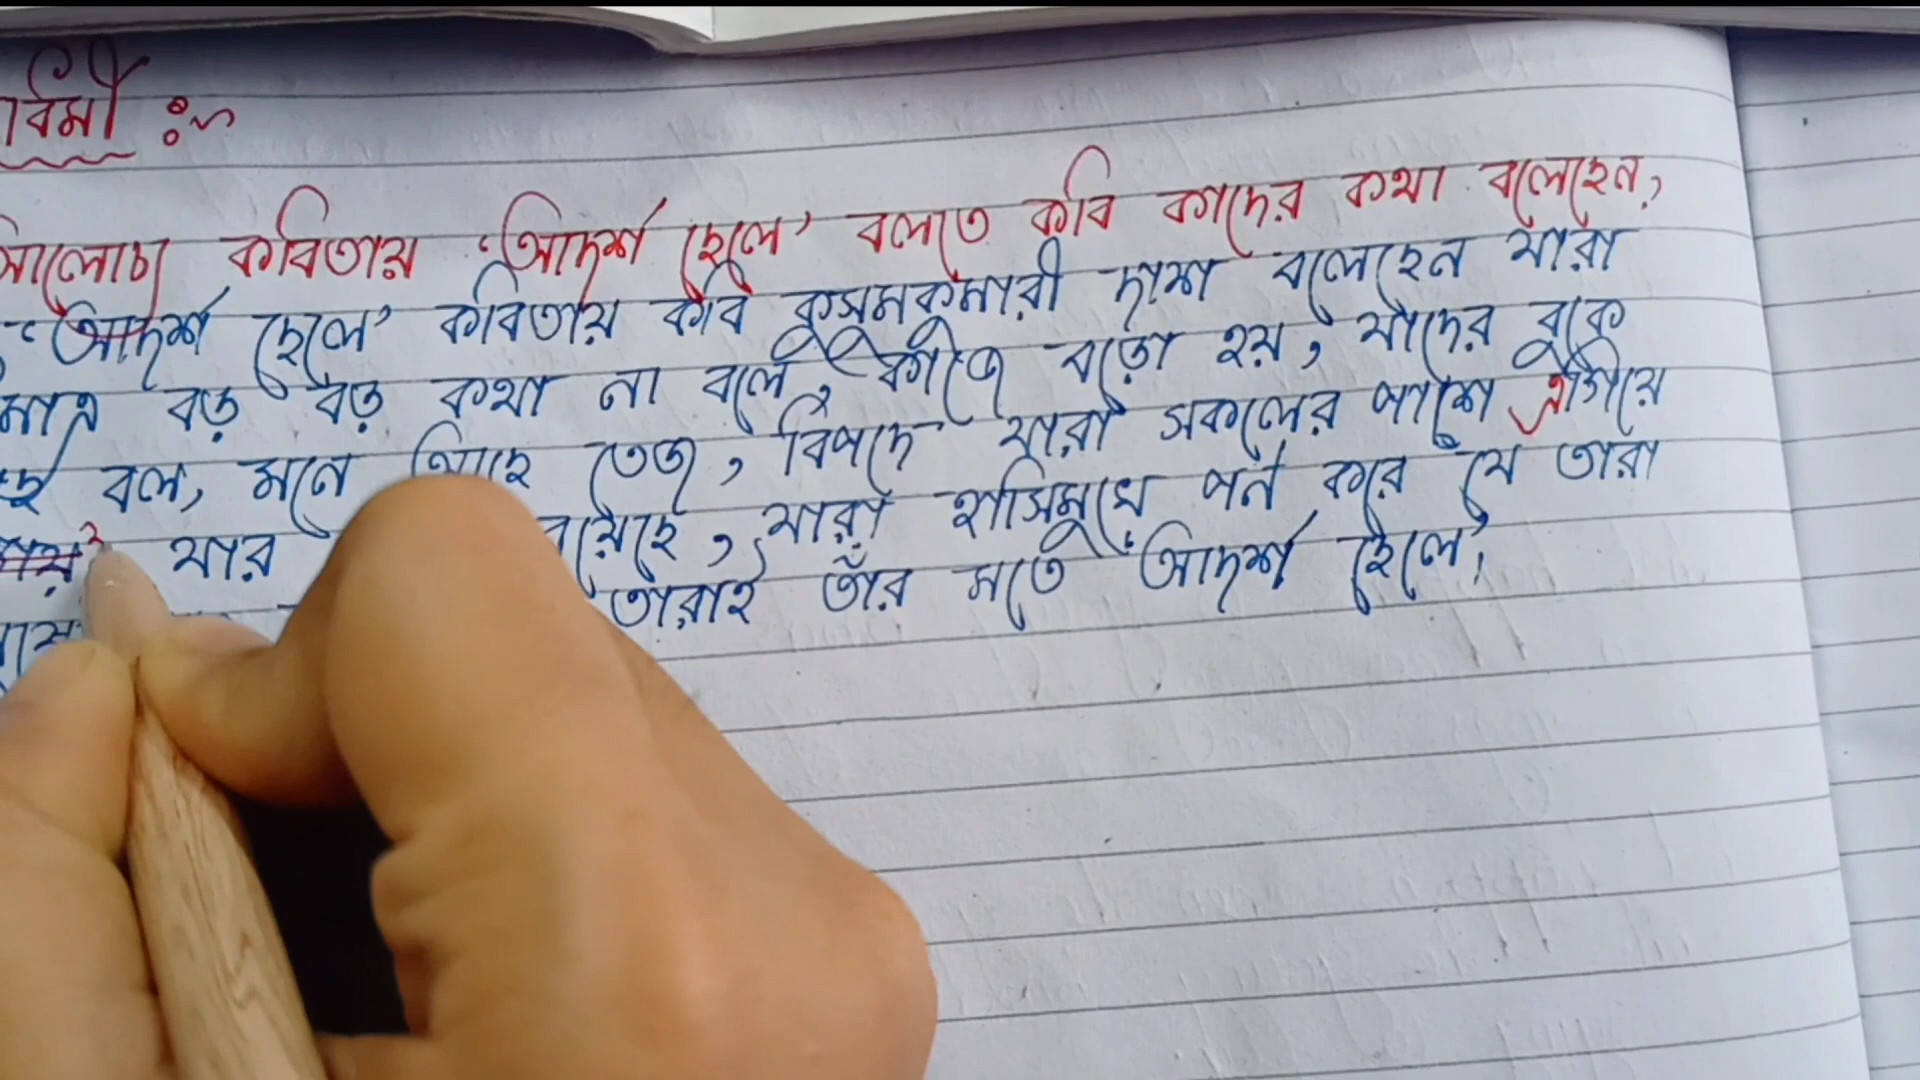 আলোচ্য কবিতায় 'আদর্শ ছেলে' বলতে কবি কাদের কথা বলেছেন,
'আদর্শ ছেলে' কবিতায় কবি কুসুমকুমারী দাশ বলেছেন যারা
বড় বড় কথা না বলে, কাজে বড়ো হয়, যাদের বুকে
বল, মনে আছে তেজ, বিপদে যারা সকলের পাশে এগিয়ে
যার রয়েছে, যারা হাসিমুখে পন করে যে তারা
তারাই তাঁর মতে 'আদর্শ ছেলে'।